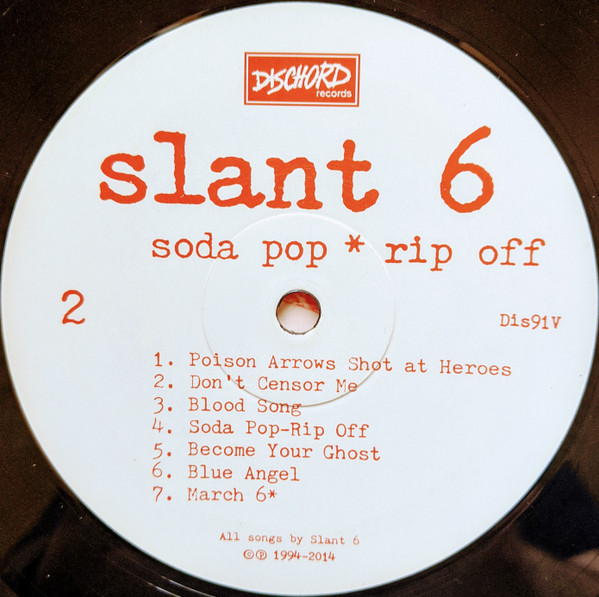 DISCHORD
records
slant 6
soda pop * rip off
2
Dis91V
1. Poison Arrows Shot at Heroes
2. Don't Censor Me
3. Blood Song
4. Soda Pop-Rip Off
5. Become Your Ghost
6. Blue Angel
7. March 6*
All songs by Slant 6
©℗ 1994-2014